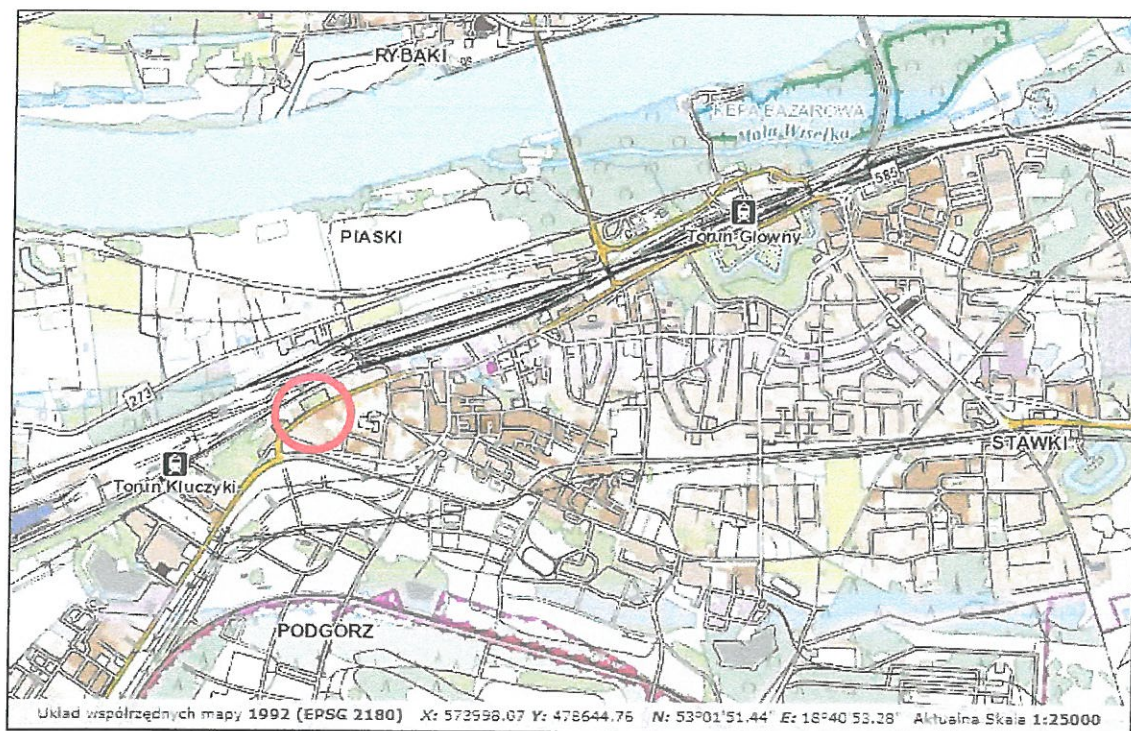 RYBAKI
KĘPA BAZAROWA
Mała Wisełka
585
PIASKI
Toruń Główny
273
STAWKI
Toruń Kluczyki
PODGÓRZ
Układ współrzędnych mapy 1992 (EPSG 2180) X: 573998.07 Y: 478644.76 N: 53°01'51.44" E: 18°40'53.28" Aktualna Skala 1:25000